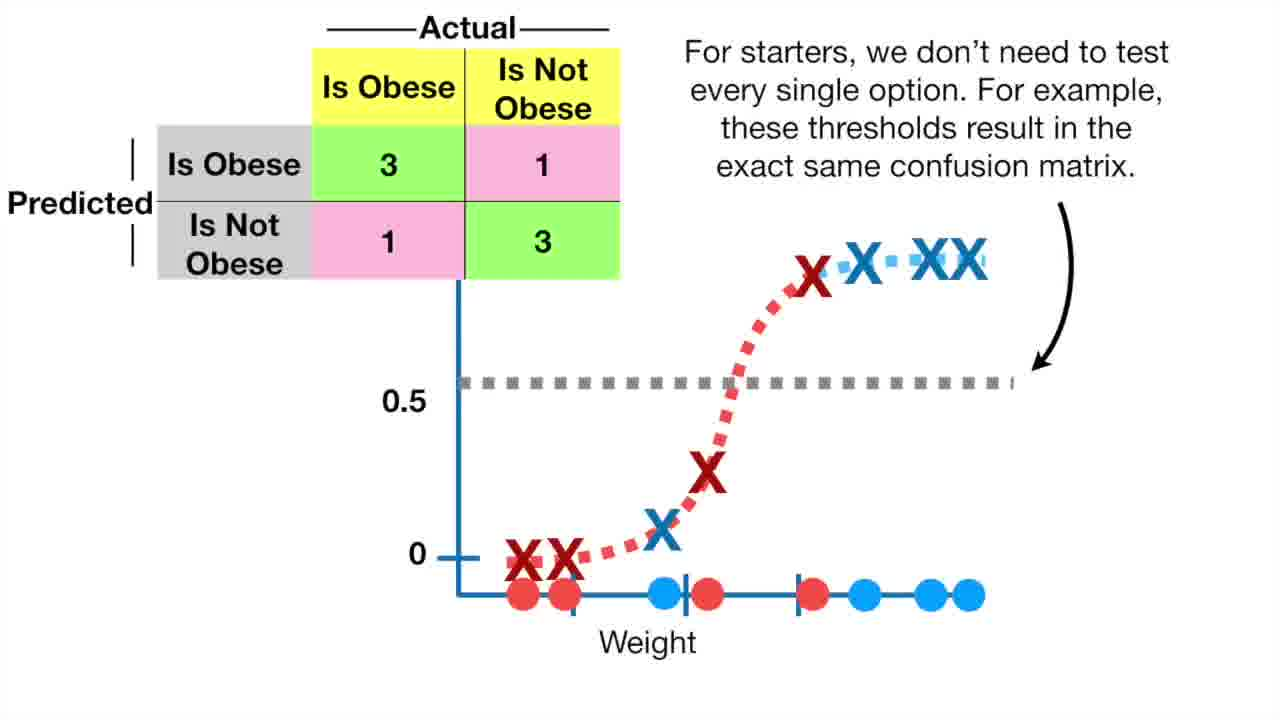 Actual
Is Obese
Is Not
Obese
Predicted
Is Obese
3
1
Is Not
Obese
1
3
For starters, we don't need to test
every single option. For example,
these thresholds result in the
exact same confusion matrix.
0.5
0
X X X X X X X X
Weight